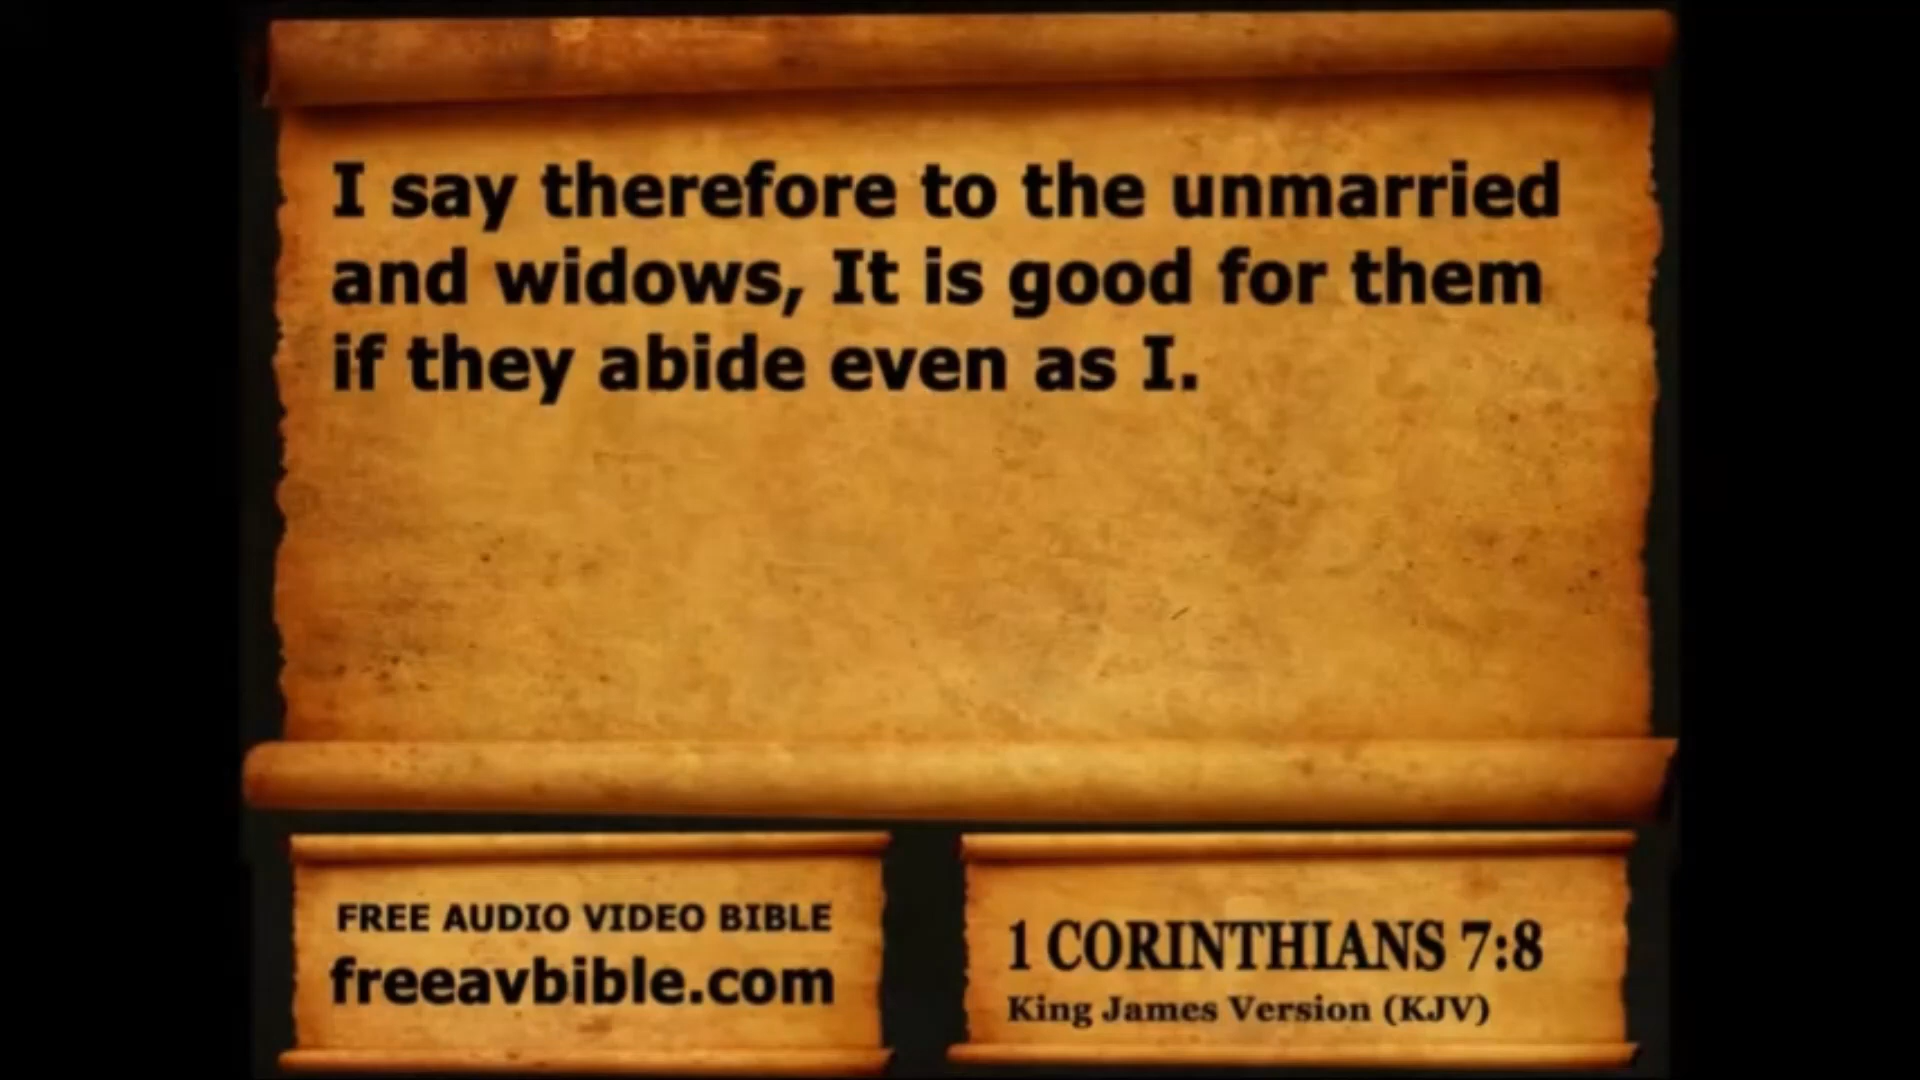 I say therefore to the unmarried
and widows, It is good for them
if they abide even as I.
FREE AUDIO VIDEO BIBLE
freeavbible.com
1 CORINTHIANS 7:8
King James Version (KJV)